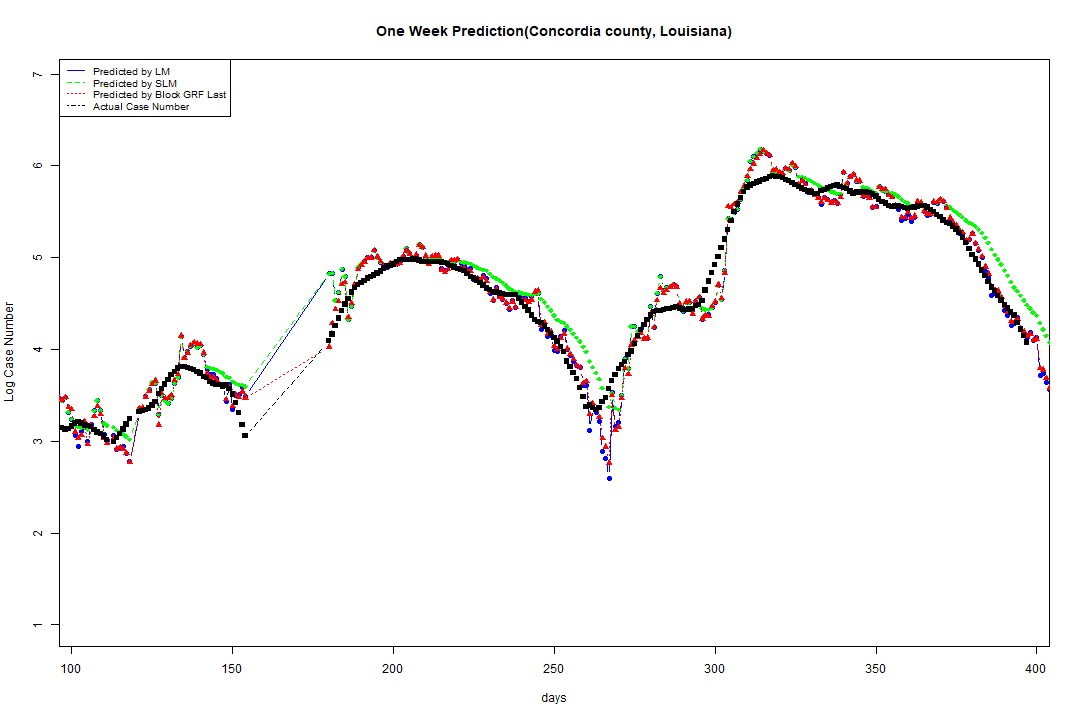 One Week Prediction(Concordia county, Louisiana)
Predicted by LM
Predicted by SLM
Predicted by Block GRF Last
Actual Case Number
7
6
5
4
3
2
1
Log Case Number
100 150 200 250 300 350 400
days